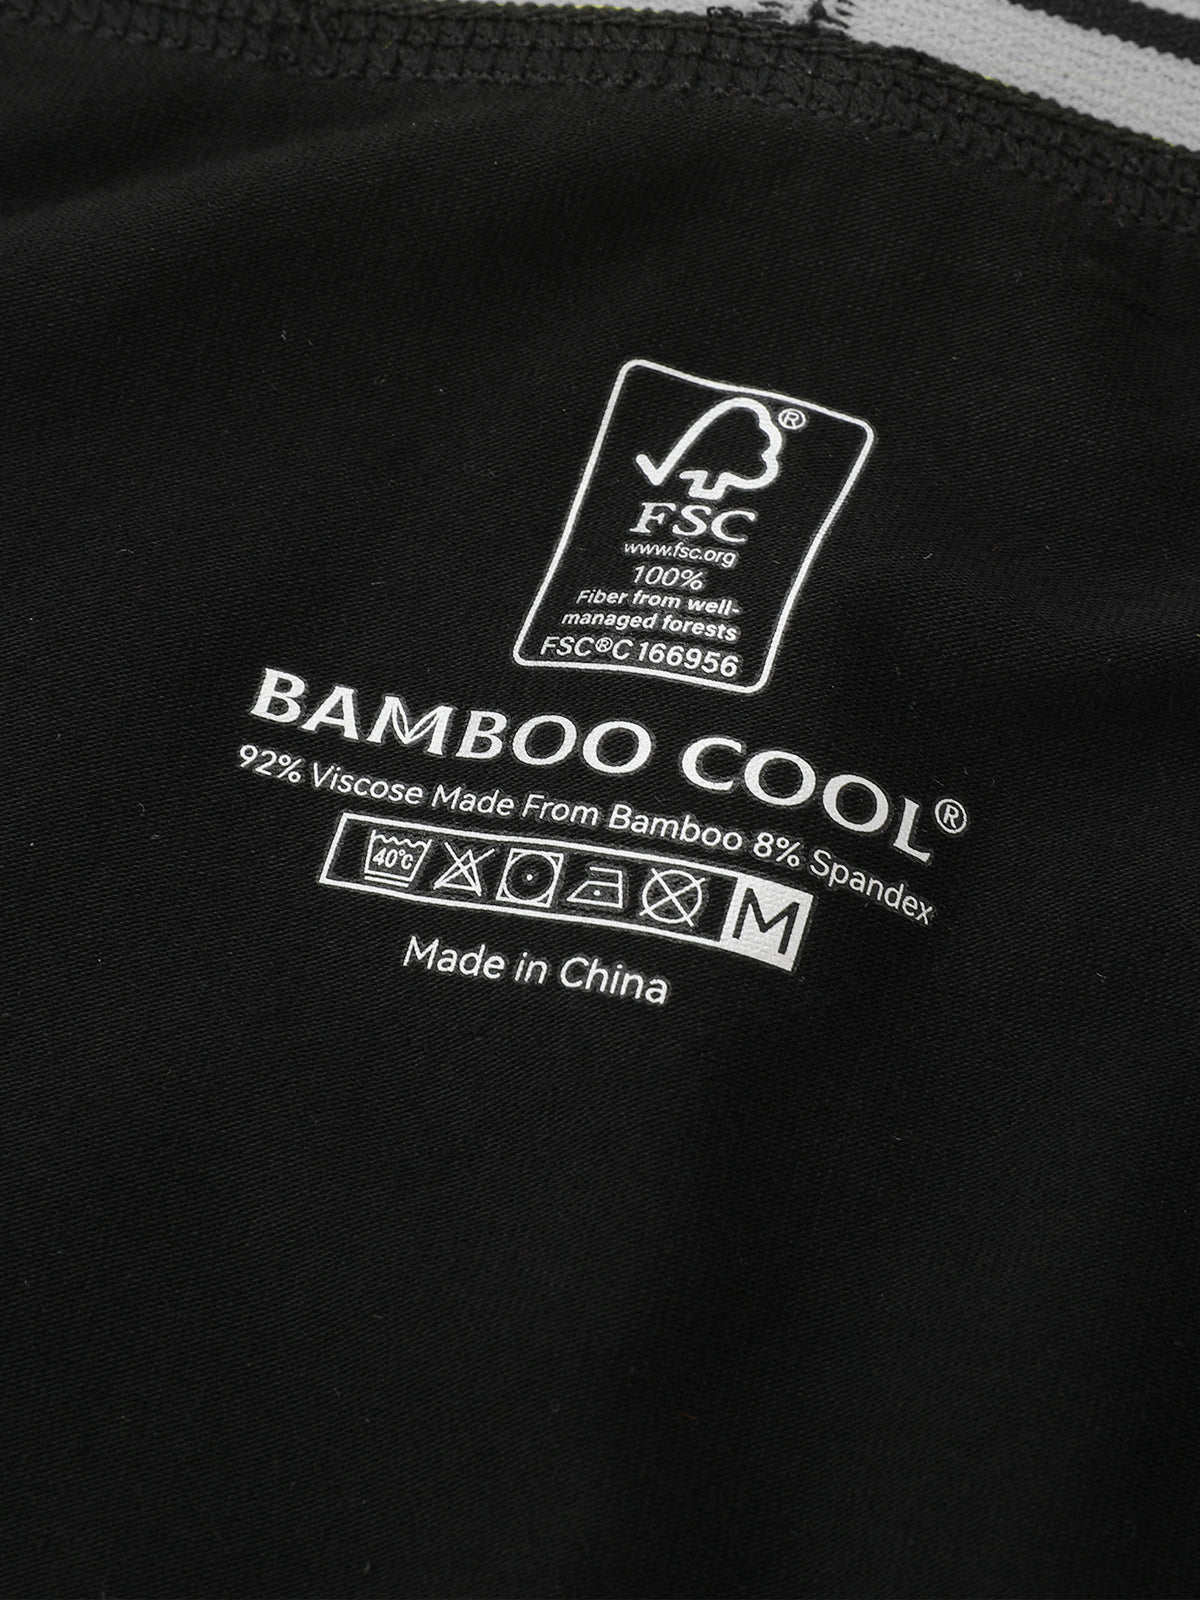 ®
FSC
www.fsc.org
100%
Fiber from well-
managed forests
FSC®C166956
BAMBOO COOL®
92% Viscose Made From Bamboo 8% Spandex
40°C M
Made in China